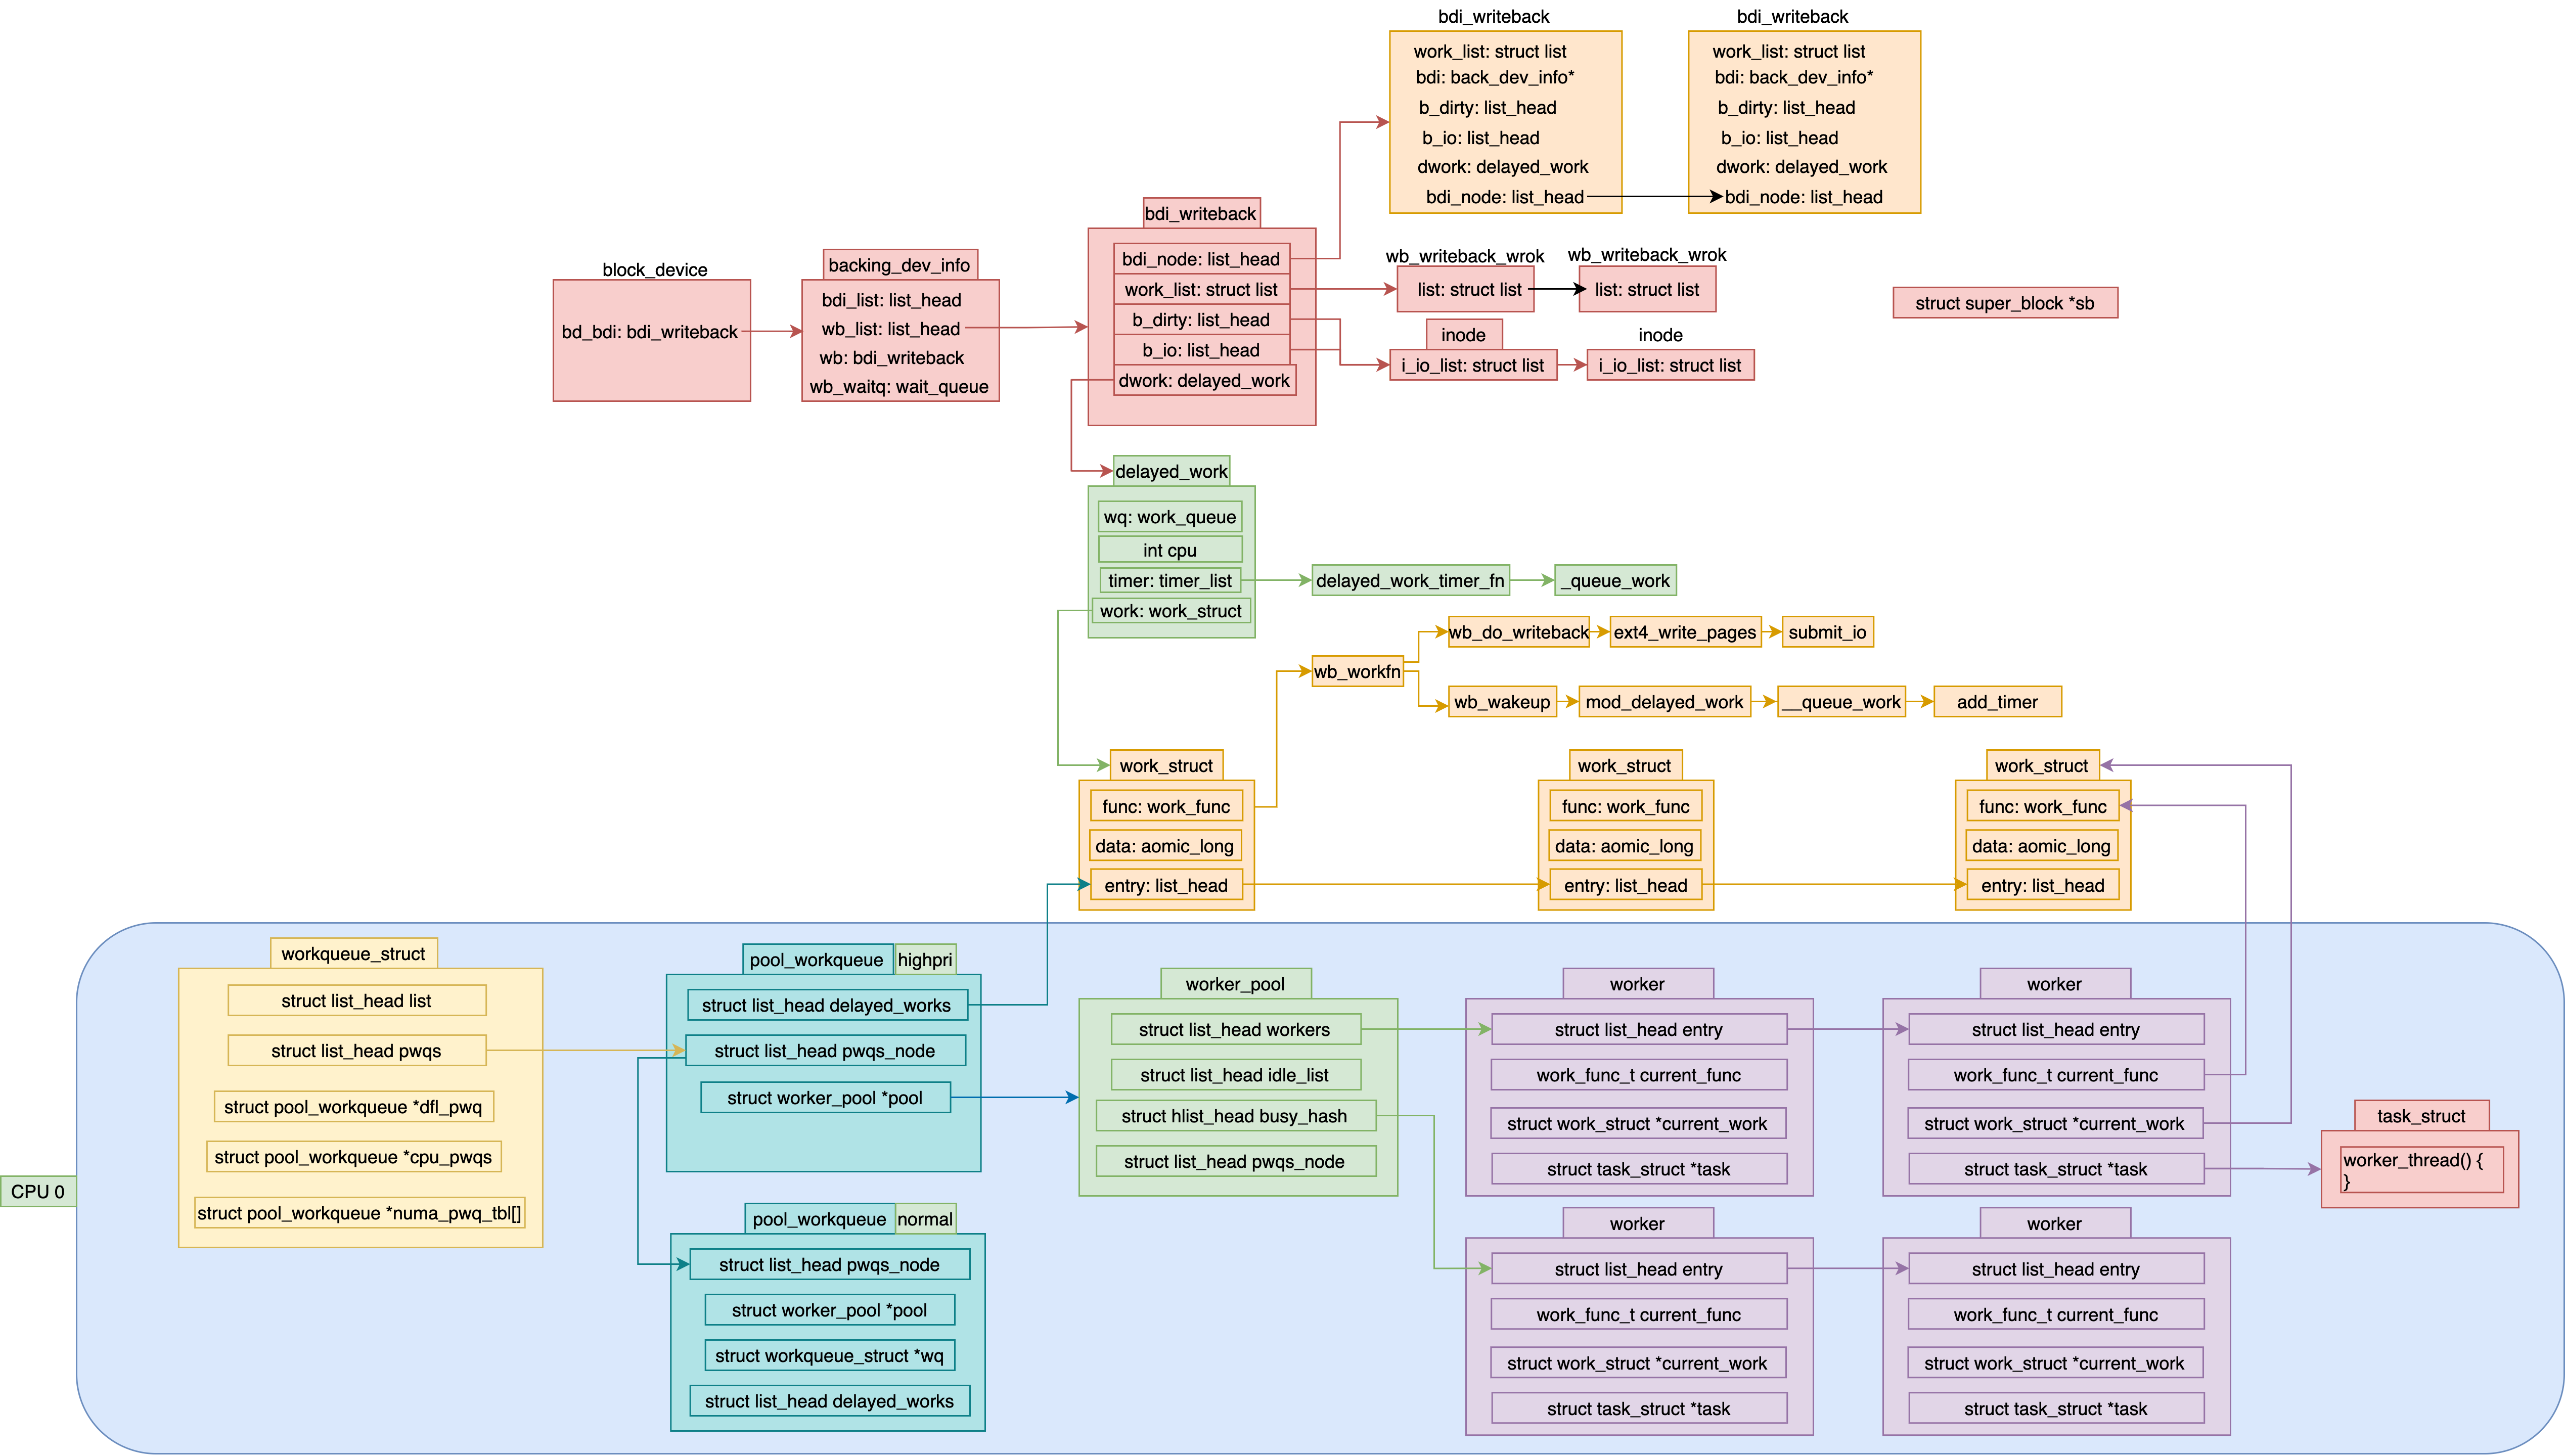 bdi_writeback
work_list: struct list
bdi: back_dev_info*
b_dirty: list_head
b_io: list_head
dwork: delayed_work
bdi_node: list_head
bdi_writeback
work_list: struct list
bdi: back_dev_info*
b_dirty: list_head
b_io: list_head
dwork: delayed_work
bdi_node: list_head
block_device
bd_bdi: bdi_writeback
backing_dev_info
bdi_list: list_head
wb_list: list_head
wb: bdi_writeback
wb_waitq: wait_queue
bdi_writeback
bdi_node: list_head
work_list: struct list
b_dirty: list_head
b_io: list_head
dwork: delayed_work
wb_writeback_wrok
list: struct list
wb_writeback_wrok
list: struct list
inode
i_io_list: struct list
inode
i_io_list: struct list
struct super_block *sb
delayed_work
wq: work_queue
int cpu
timer: timer_list
work: work_struct
delayed_work_timer_fn
_queue_work
wb_workfn
wb_do_writeback
ext4_write_pages
submit_io
wb_wakeup
mod_delayed_work
__queue_work
add_timer
work_struct
func: work_func
data: aomic_long
entry: list_head
work_struct
func: work_func
data: aomic_long
entry: list_head
work_struct
func: work_func
data: aomic_long
entry: list_head
CPU 0
workqueue_struct
struct list_head list
struct list_head pwqs
struct pool_workqueue *dfl_pwq
struct pool_workqueue *cpu_pwqs
struct pool_workqueue *numa_pwq_tbl[]
pool_workqueue
highpri
struct list_head delayed_works
struct list_head pwqs_node
struct worker_pool *pool
pool_workqueue
normal
struct list_head pwqs_node
struct worker_pool *pool
struct workqueue_struct *wq
struct list_head delayed_works
worker_pool
struct list_head workers
struct list_head idle_list
struct hlist_head busy_hash
struct list_head pwqs_node
worker
struct list_head entry
work_func_t current_func
struct work_struct *current_work
struct task_struct *task
worker
struct list_head entry
work_func_t current_func
struct work_struct *current_work
struct task_struct *task
task_struct
worker_thread() {
}
worker
struct list_head entry
work_func_t current_func
struct work_struct *current_work
struct task_struct *task
worker
struct list_head entry
work_func_t current_func
struct work_struct *current_work
struct task_struct *task